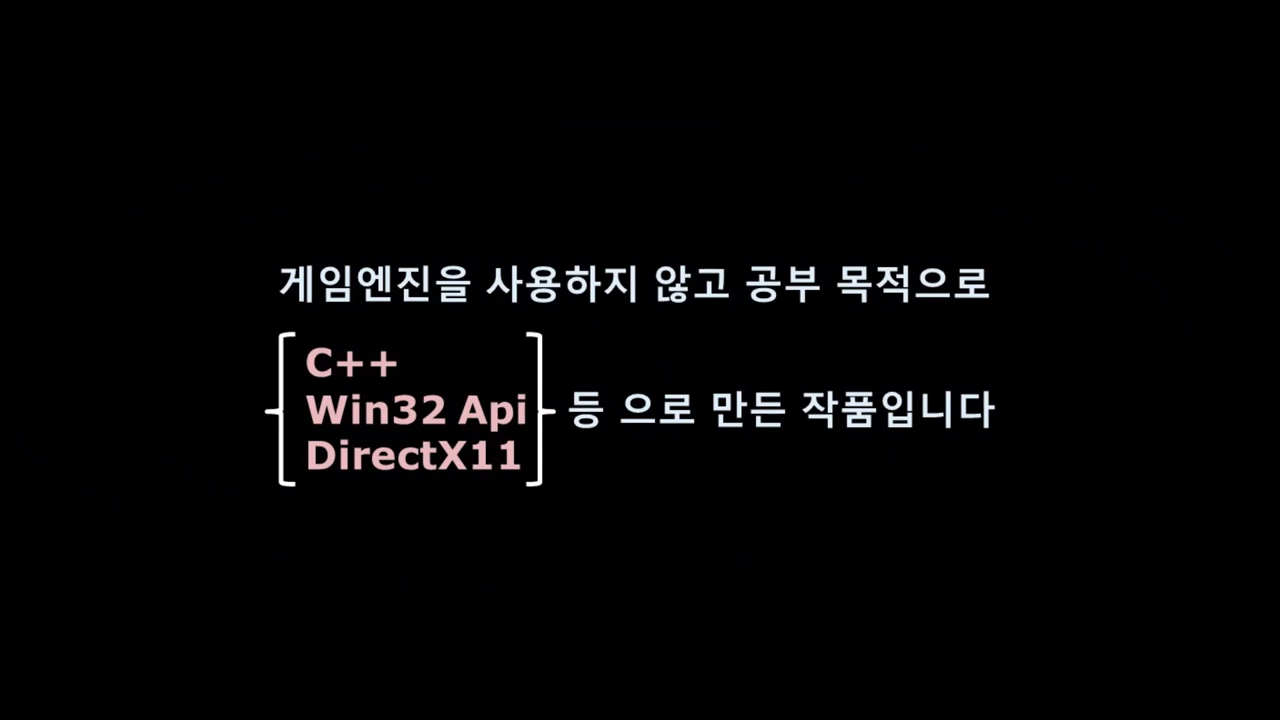 게임엔진을 사용하지 않고 공부 목적으로
C++
Win32 Api
DirectX11
등 으로 만든 작품입니다